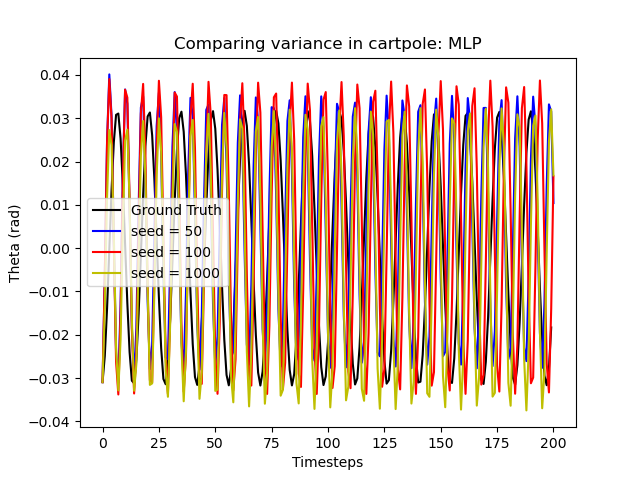 Comparing variance in cartpole: MLP
Theta (rad)
0.04
0.03
0.02
0.01
0.00
−0.01
−0.02
−0.03
−0.04
Ground Truth
seed = 50
seed = 100
seed = 1000
0 25 50 75 100 125 150 175 200
Timesteps